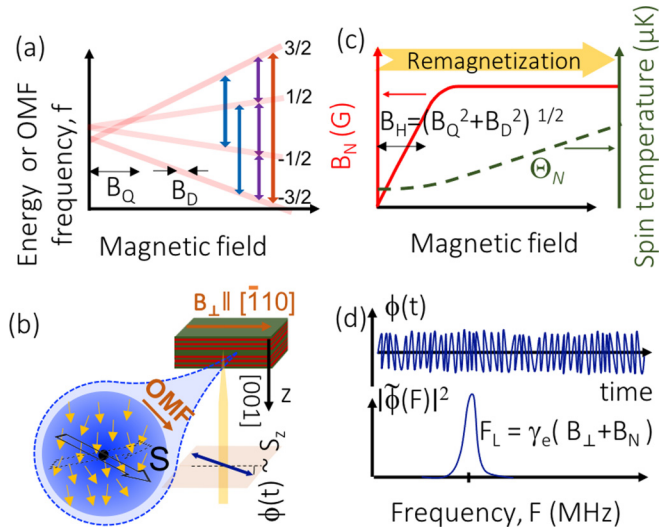 (a)
Energy or OMF
frequency, f
3/2
1/2
-1/2
-3/2
B_Q
B_D
Magnetic field
(c)
Remagnetization
B_N (G)
B_H=(B_Q^2+B_D^2)^1/2
Θ_N
Spin temperature (µK)
Magnetic field
(b)
B_⊥ ∥ [1̄10]
[001]
z
OMF
S
ϕ(t) ~ S_z
(d)
ϕ(t)
time
|ϕ̃(F)|^2
F_L = γ_e( B_⊥+B_N)
Frequency, F (MHz)